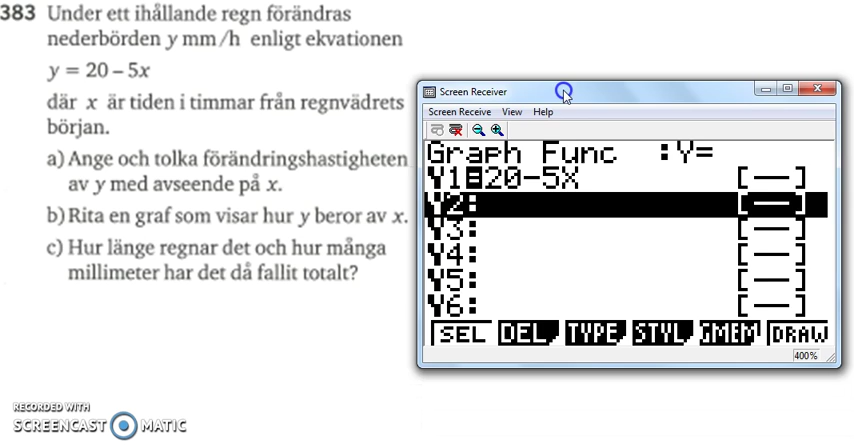 383 Under ett ihållande regn förändras
nederbörden y mm/h enligt ekvationen
y = 20 – 5x
där x är tiden i timmar från regnvädrets
början.
a) Ange och tolka förändringshastigheten
av y med avseende på x.
b) Rita en graf som visar hur y beror av x.
c) Hur länge regnar det och hur många
millimeter har det då fallit totalt?
Screen Receiver
Screen Receive View Help
Graph Func :Y=
Y1=20-5X [—]
Y2: [—]
Y3: [—]
Y4: [—]
Y5: [—]
Y6: [—]
SEL DEL TYPE STYL GMEM DRAW
400%
RECORDED WITH
SCREENCAST MATIC